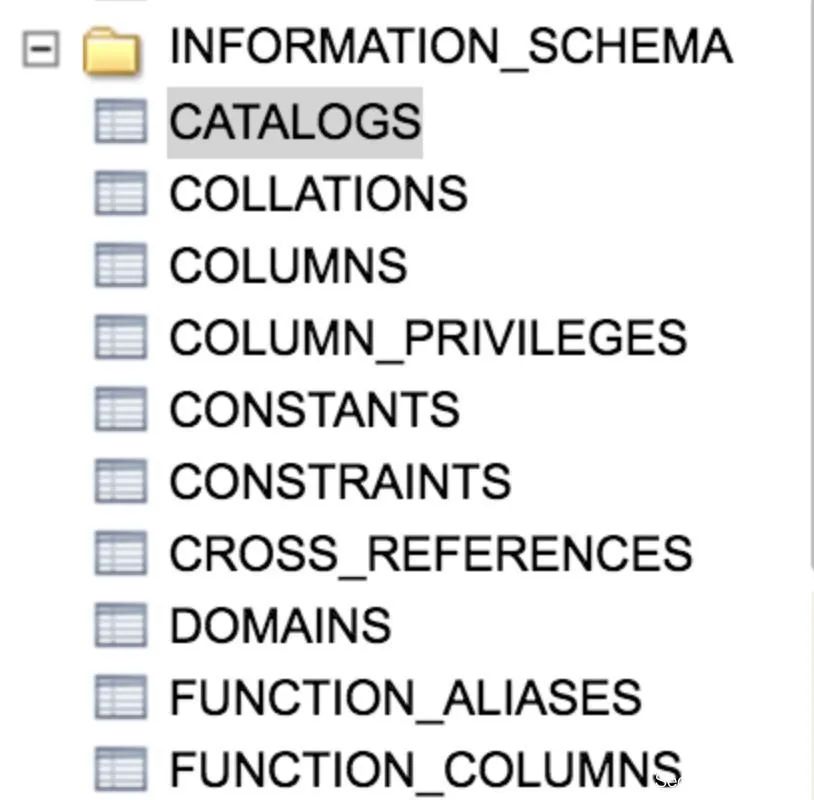 INFORMATION_SCHEMA
CATALOGS
COLLATIONS
COLUMNS
COLUMN_PRIVILEGES
CONSTANTS
CONSTRAINTS
CROSS_REFERENCES
DOMAINS
FUNCTION_ALIASES
FUNCTION_COLUMNS